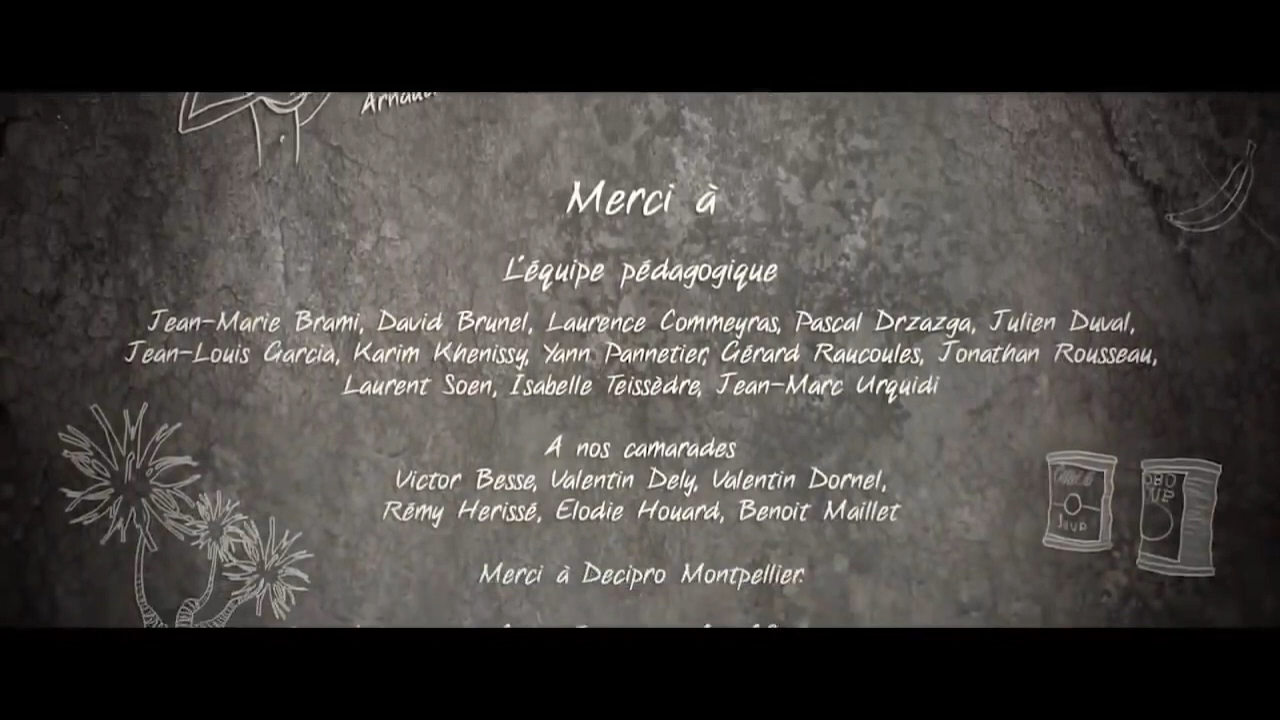 Arnaud
Merci à
L'équipe pédagogique
Jean-Marie Brami, David Brunel, Laurence Commeyras, Pascal Drzazga, Julien Duval,
Jean-Louis Garcia, Karim Khenissy, Yann Pannetier, Gérard Raucoules, Jonathan Rousseau,
Laurent Soen, Isabelle Teissèdre, Jean-Marc Urquidi
A nos camarades
Victor Besse, Valentin Dely, Valentin Dornel,
Rémy Herissé, Elodie Houard, Benoit Maillet
Merci à Decipro Montpellier.